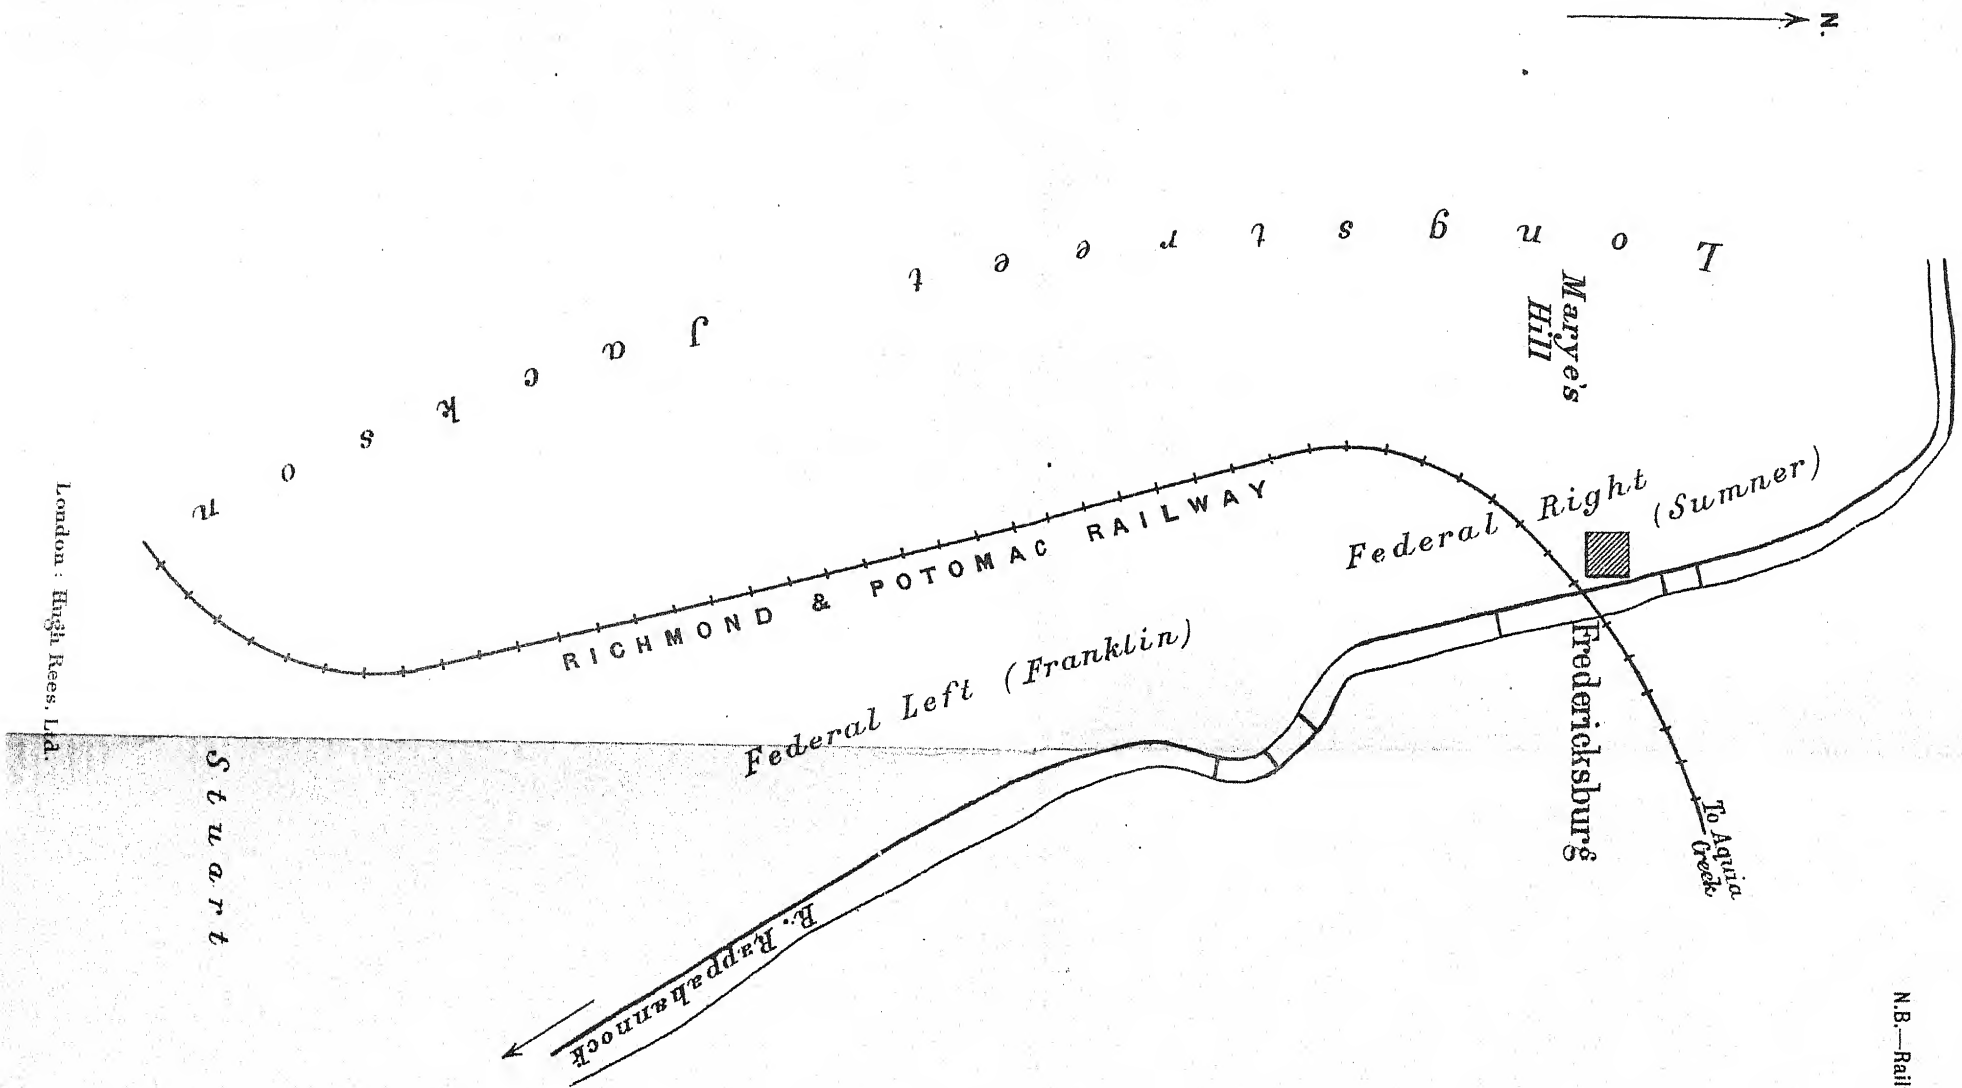 N.
Longstreet
Marye's
Hill
Jackson
Federal Right
(Sumner)
RICHMOND & POTOMAC RAILWAY
Federal Left (Franklin)
Fredericksburg
To Aquia
Creek
Stuart
R. Rappahannock
London: Hugh Rees, Ltd.
N.B.—Rail